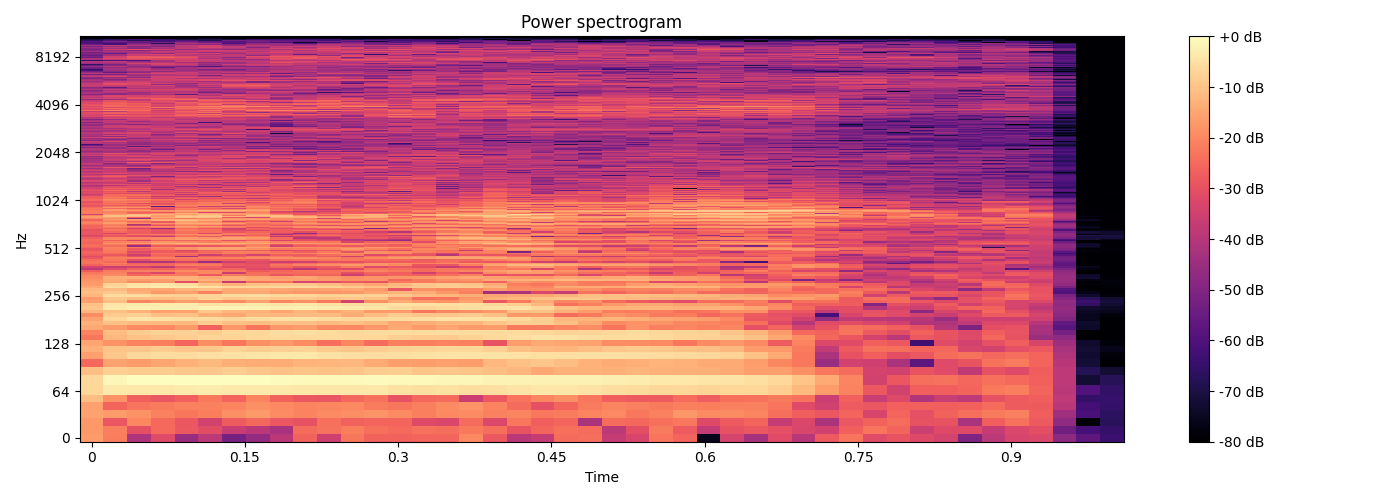 Power spectrogram
Hz
8192
4096
2048
1024
512
256
128
64
0
0 0.15 0.3 0.45 0.6 0.75 0.9
Time
+0 dB
-10 dB
-20 dB
-30 dB
-40 dB
-50 dB
-60 dB
-70 dB
-80 dB